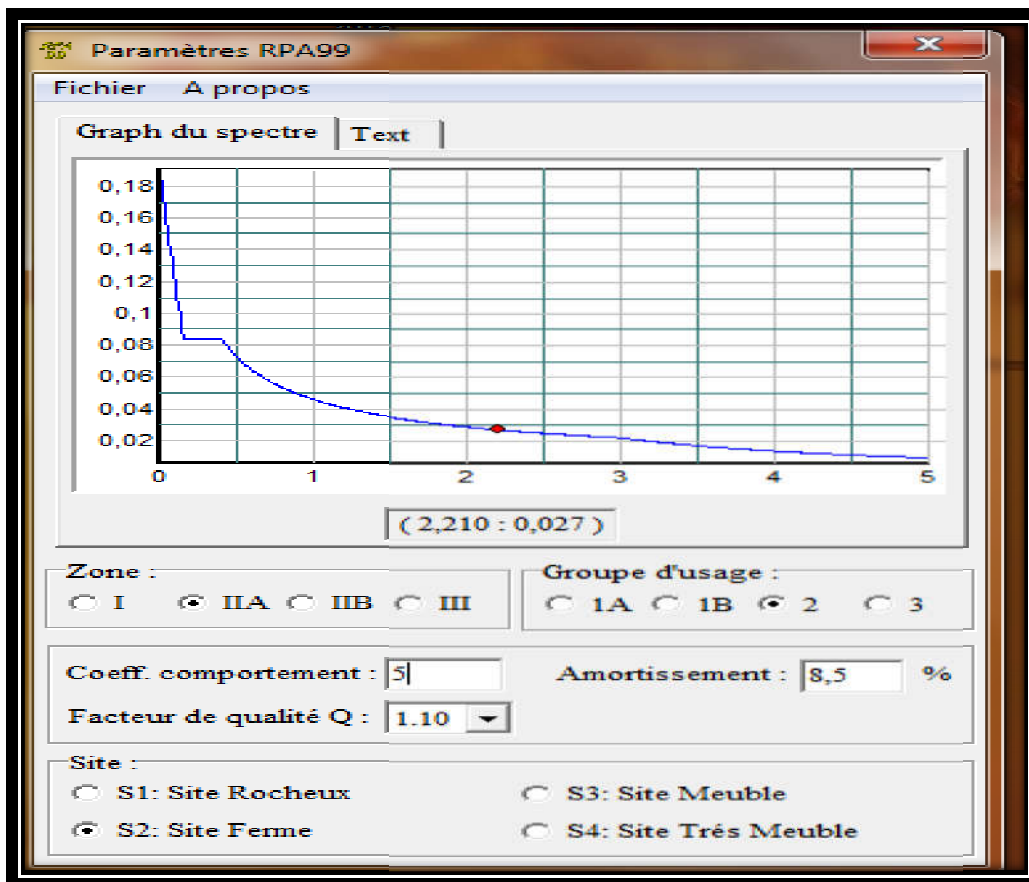 Paramètres RPA99
Fichier A propos
Graph du spectre Text
0,18
0,16
0,14
0,12
0,1
0,08
0,06
0,04
0,02
0 1 2 3 4 5
( 2,210 : 0,027 )
Zone :
I IIA IIB III
Groupe d'usage :
1A 1B 2 3
Coeff. comportement : 5
Amortissement : 8,5 %
Facteur de qualité Q : 1.10
Site :
S1: Site Rocheux
S3: Site Meuble
S2: Site Ferme
S4: Site Trés Meuble